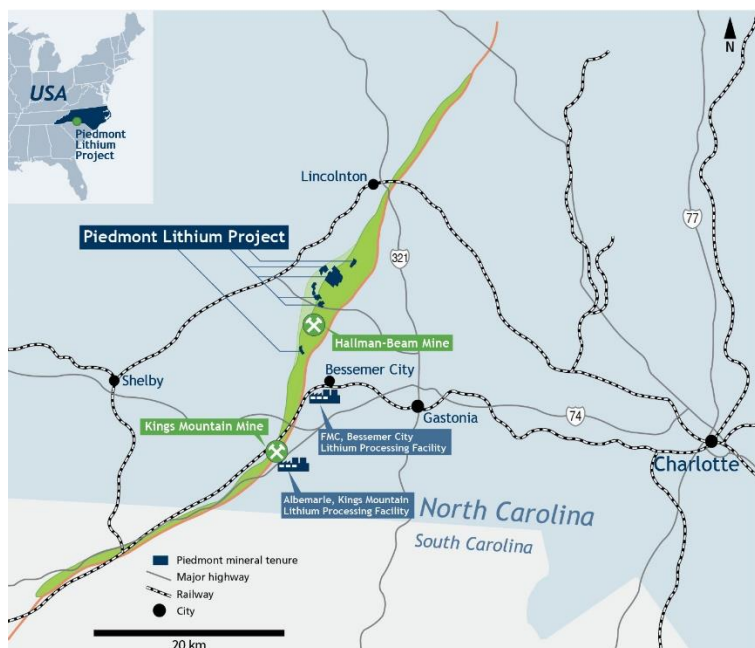 N
USA
Piedmont
Lithium
Project
Lincolnton
77
Piedmont Lithium Project
321
Hallman-Beam Mine
Shelby
Bessemer City
Kings Mountain Mine
Gastonia
74
FMC, Bessemer City
Lithium Processing Facility
Charlotte
Albemarle, Kings Mountain
Lithium Processing Facility
North Carolina
South Carolina
Piedmont mineral tenure
Major highway
Railway
City
20 km